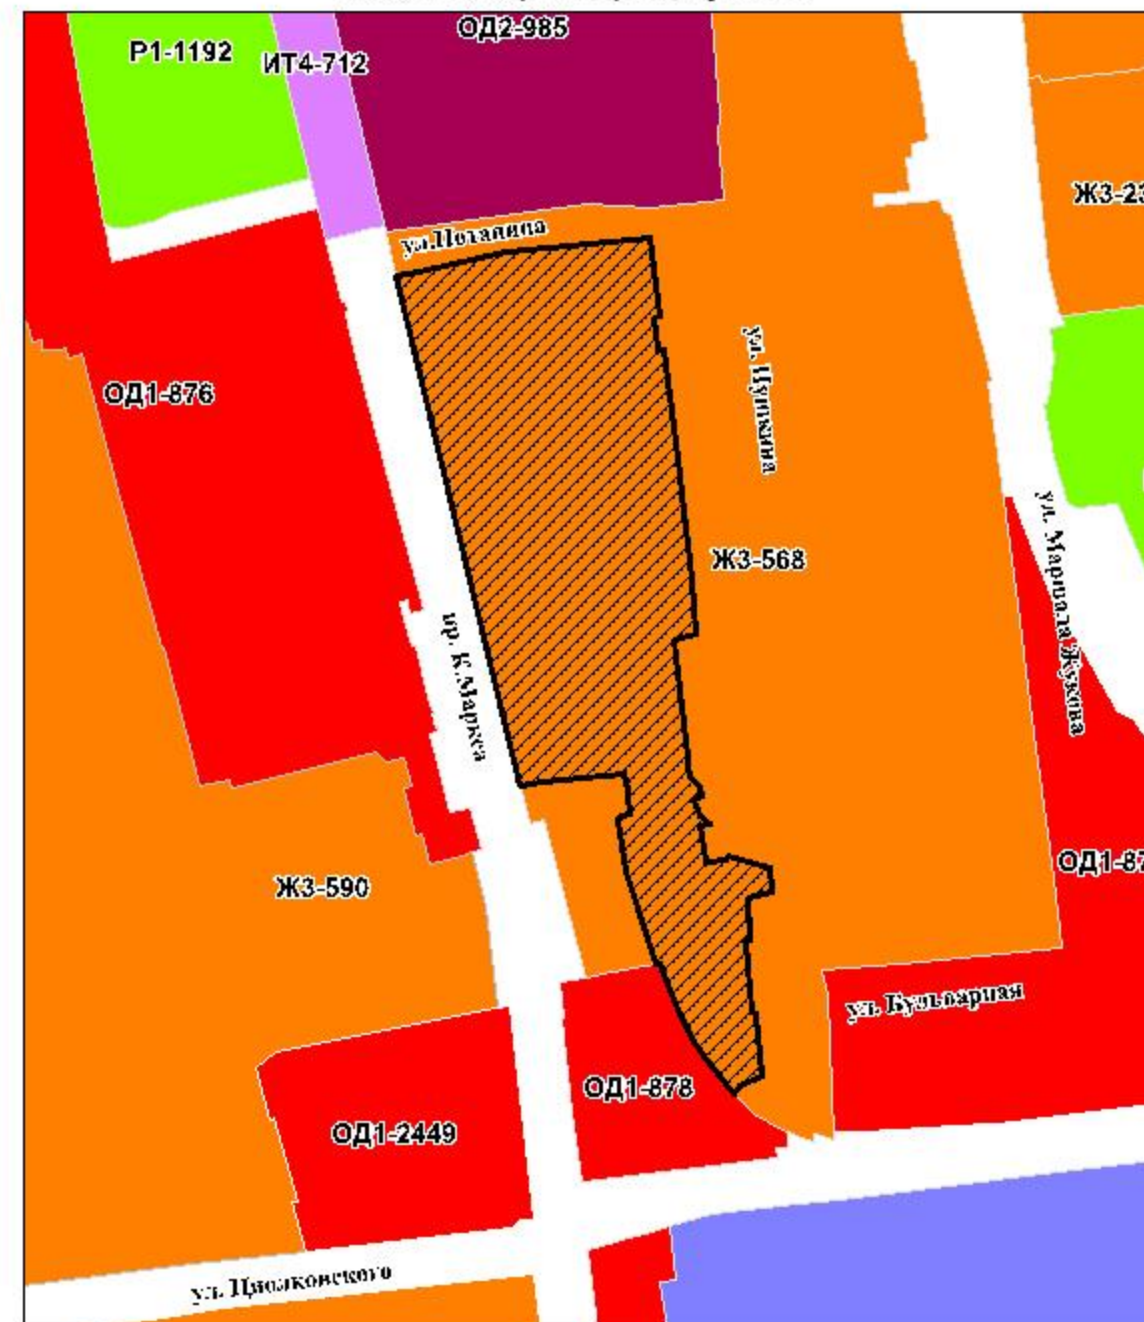 ОД2-985
Р1-1192
ИТ4-712
Ж3-23
ул.Потанина
ул. Пушкина
ОД1-876
Ж3-568
ул. Маршала Жукова
пр. К.Маркса
ОД1-87
Ж3-590
ул. Бульварная
ОД1-878
ОД1-2449
ул. Циолковского